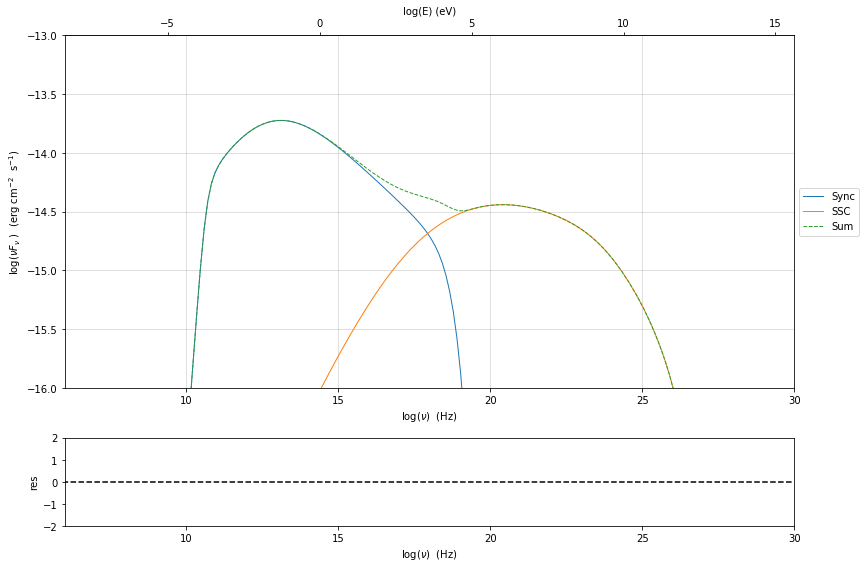 log(E) (eV)
−5 0 5 10 15
−13.0
−13.5
−14.0
−14.5
−15.0
−15.5
−16.0
log(νFν ) (erg cm−2 s−1)
Sync
SSC
Sum
10 15 20 25 30
log(ν) (Hz)
2
1
0
−1
−2
res
10 15 20 25 30
log(ν) (Hz)